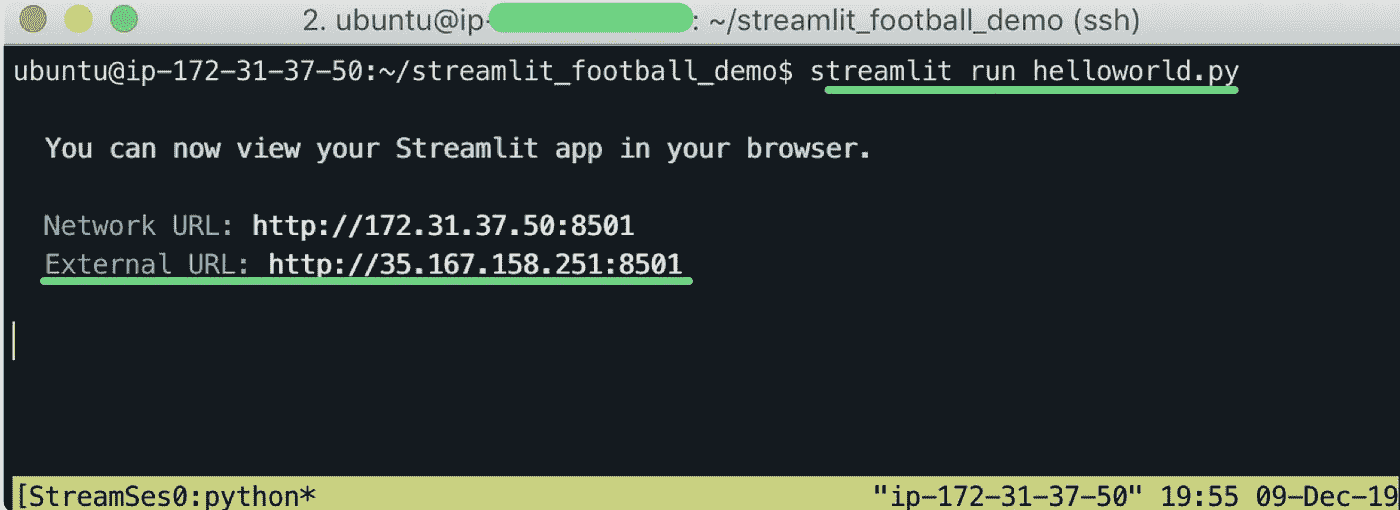 2. ubuntu@ip- : ~/streamlit_football_demo (ssh)
ubuntu@ip-172-31-37-50:~/streamlit_football_demo$ streamlit run helloworld.py
You can now view your Streamlit app in your browser.
Network URL: http://172.31.37.50:8501
External URL: http://35.167.158.251:8501
[StreamSes0:python* "ip-172-31-37-50" 19:55 09-Dec-19